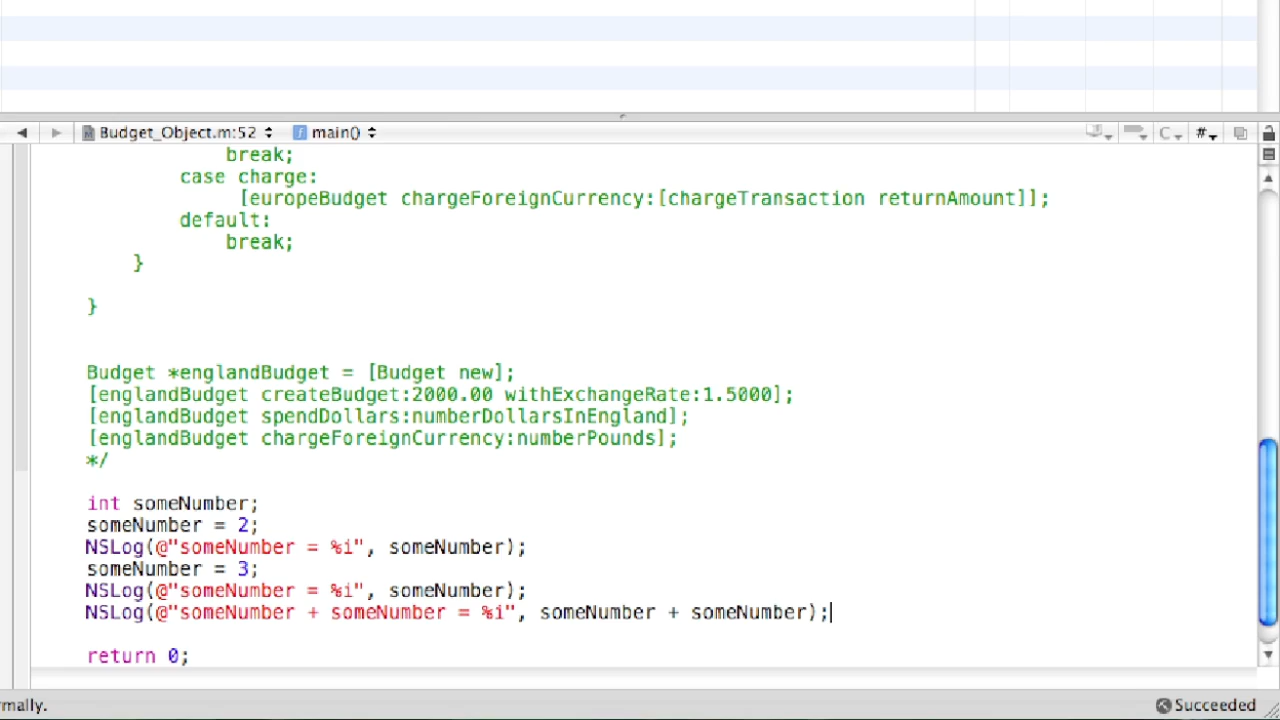 Budget_Object.m:52 main() C #
break;
case charge:
[europeBudget chargeForeignCurrency:[chargeTransaction returnAmount]];
default:
break;
}
}
Budget *englandBudget = [Budget new];
[englandBudget createBudget:2000.00 withExchangeRate:1.5000];
[englandBudget spendDollars:numberDollarsInEngland];
[englandBudget chargeForeignCurrency:numberPounds];
*/
int someNumber;
someNumber = 2;
NSLog(@"someNumber = %i", someNumber);
someNumber = 3;
NSLog(@"someNumber = %i", someNumber);
NSLog(@"someNumber + someNumber = %i", someNumber + someNumber);
return 0;
rmally. Succeeded